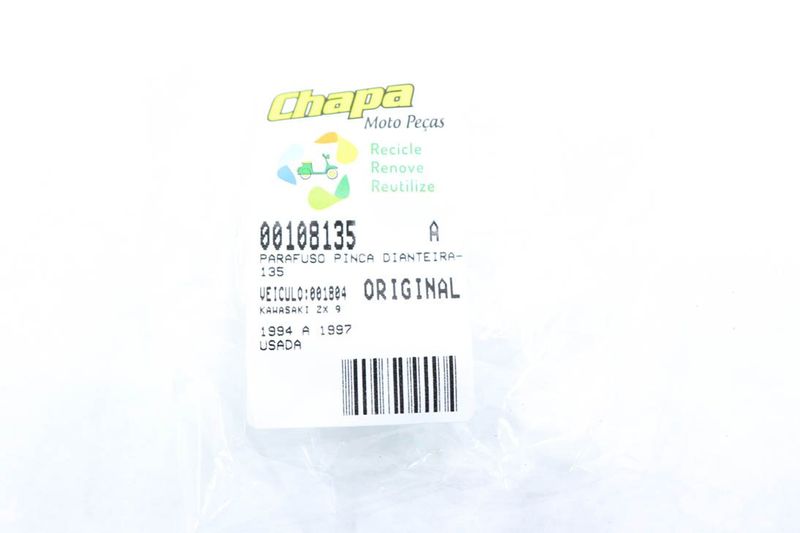 Chapa
Moto Peças
Recicle
Renove
Reutilize
00108135 A
PARAFUSO PINCA DIANTEIRA-
135
VEICULO:001804 ORIGINAL
KAWASAKI ZX 9
1994 A 1997
USADA